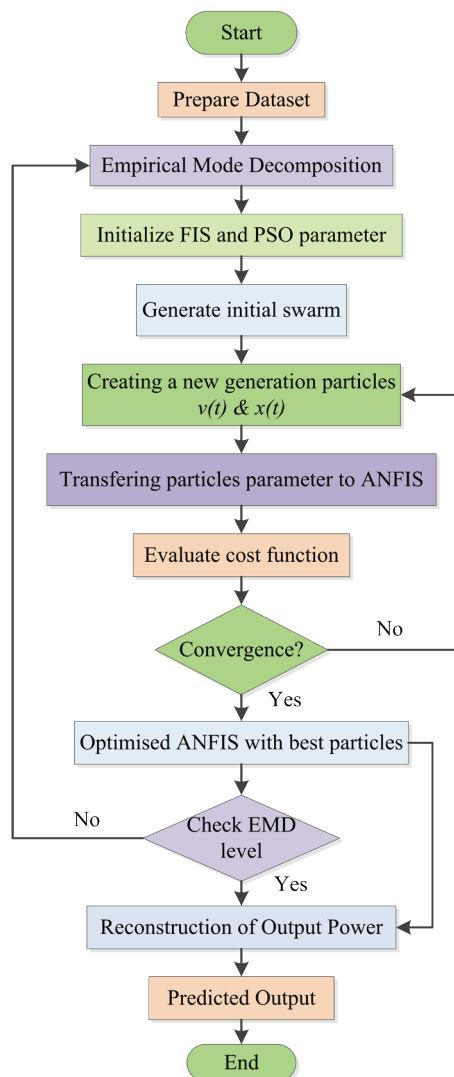 Start
Prepare Dataset
Empirical Mode Decomposition
Initialize FIS and PSO parameter
Generate initial swarm
Creating a new generation particles
v(t) & x(t)
Transfering particles parameter to ANFIS
Evaluate cost function
Convergence?
No
Yes
Optimised ANFIS with best particles
No
Check EMD
level
Yes
Reconstruction of Output Power
Predicted Output
End